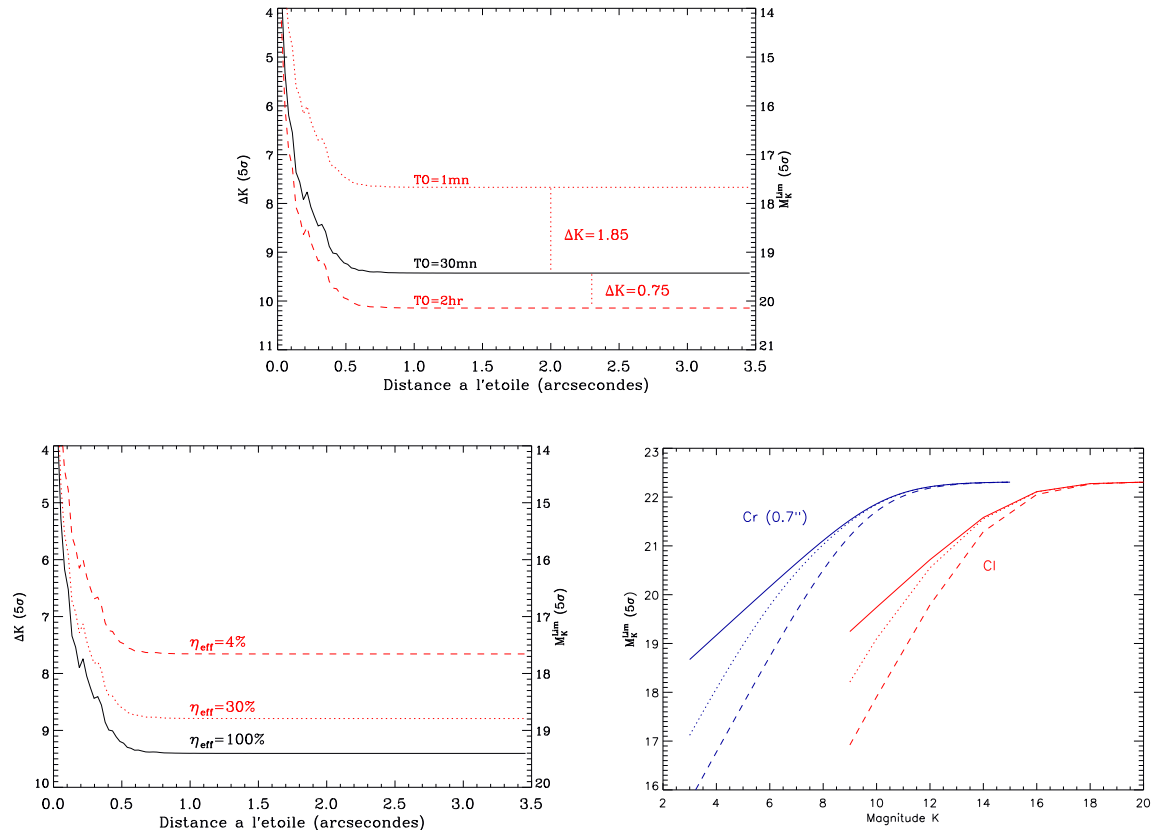 4
5
6
7
8
9
10
11
14
15
16
17
18
19
20
21
ΔK (5σ)
M_K^Lim (5σ)
TO=1mn
ΔK=1.85
TO=30mn
ΔK=0.75
TO=2hr
0.0 0.5 1.0 1.5 2.0 2.5 3.0 3.5
Distance a l'etoile (arcsecondes)
4
5
6
7
8
9
10
14
15
16
17
18
19
20
ΔK (5σ)
M_K^Lim (5σ)
η_eff=4%
η_eff=30%
η_eff=100%
0.0 0.5 1.0 1.5 2.0 2.5 3.0 3.5
Distance a l'etoile (arcsecondes)
23
22
21
20
19
18
17
16
M_K^Lim (5σ)
Cr (0.7")
Cl
2 4 6 8 10 12 14 16 18 20
Magnitude K